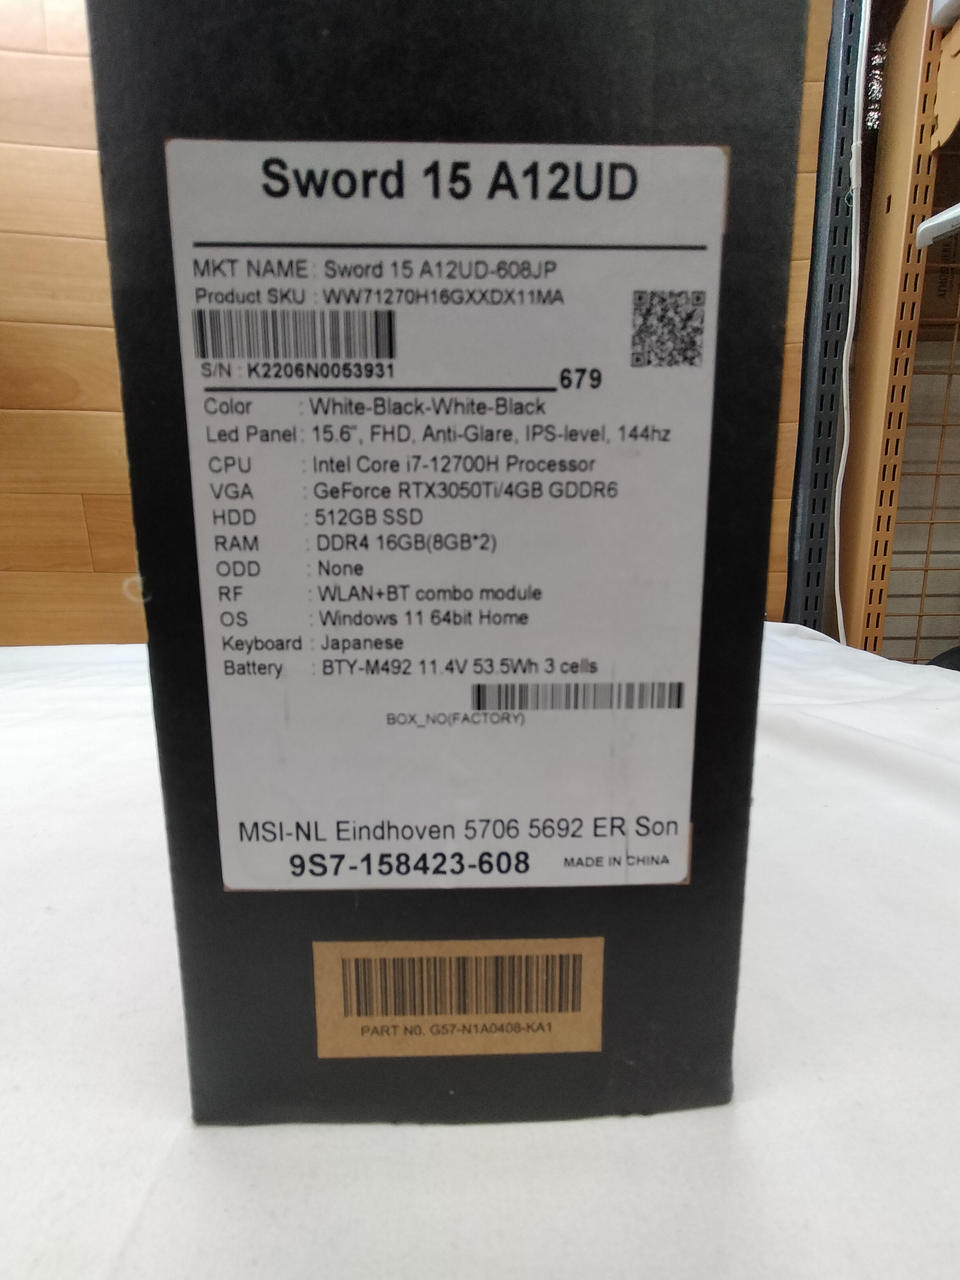 Sword 15 A12UD
MKT NAME : Sword 15 A12UD-608JP
Product SKU : WW71270H16GXXDX11MA
S/N : K2206N0053931
679
Color : White-Black-White-Black
Led Panel : 15.6", FHD, Anti-Glare, IPS-level, 144hz
CPU : Intel Core i7-12700H Processor
VGA : GeForce RTX3050Ti/4GB GDDR6
HDD : 512GB SSD
RAM : DDR4 16GB(8GB*2)
ODD : None
RF : WLAN+BT combo module
OS : Windows 11 64bit Home
Keyboard : Japanese
Battery : BTY-M492 11.4V 53.5Wh 3 cells
BOX_NO(FACTORY)
MSI-NL Eindhoven 5706 5692 ER Son
9S7-158423-608 MADE IN CHINA
PART N0. G57-N1A0408-KA1